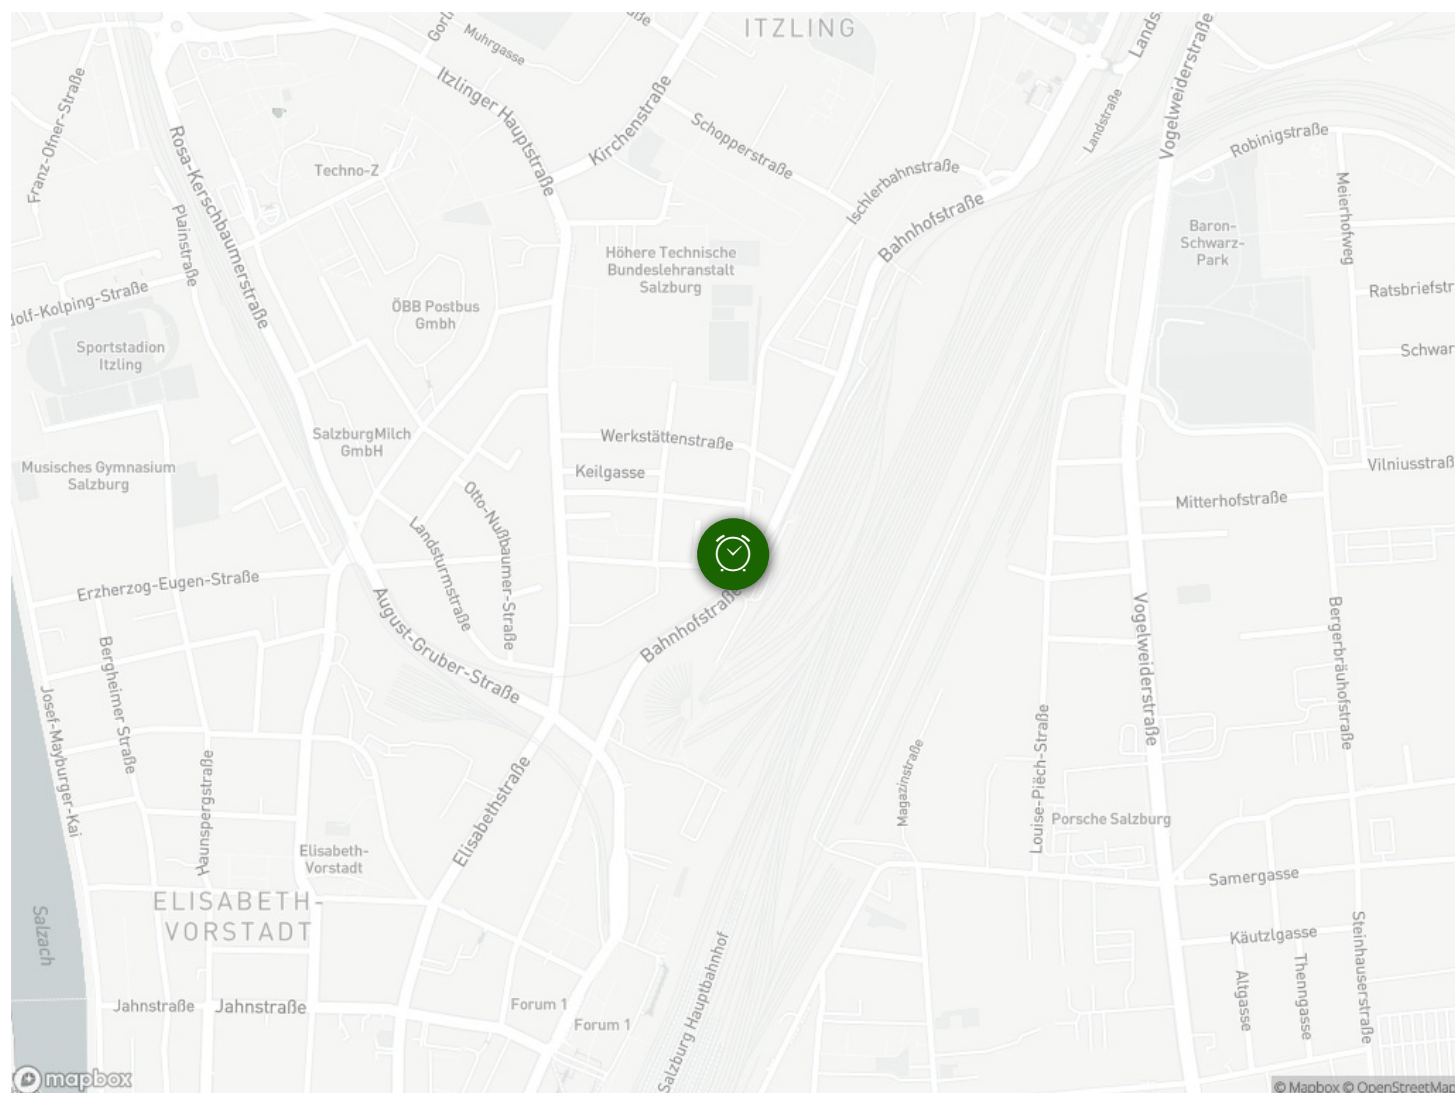 ITZLING
Muhrgasse
Itzlinger Hauptstraße
Kirchenstraße
Schopperstraße
Ischlerbahnstraße
Bahnhofstraße
Landstraße
Vogelweiderstraße
Robinigstraße
Meierhofweg
Franz-Ofner-Straße
Rosa-Kerschbaumerstraße
Plainstraße
Techno-Z
Höhere Technische
Bundeslehranstalt
Salzburg
Baron-
Schwarz-
Park
ÖBB Postbus
Gmbh
Ratsbriefstr
Schwar
olf-Kolping-Straße
Sportstadion
Itzling
SalzburgMilch
GmbH
Werkstättenstraße
Keilgasse
Vilniusstraß
Mitterhofstraße
Musisches Gymnasium
Salzburg
Otto-Nußbaumer-Straße
Landsturmstraße
Erzherzog-Eugen-Straße
August-Gruber-Straße
Bahnhofstraße
Vogelweiderstraße
Bergerbräuhofstraße
Bergheimer Straße
Josef-Mayburger-Kai
Haunspergstraße
Elisabethstraße
Magazinstraße
Louise-Piëch-Straße
Porsche Salzburg
Elisabeth-
Vorstadt
Samergasse
ELISABETH-
VORSTADT
Salzach
Käutzlgasse
Steinhauserstraße
Altgasse
Thenngasse
Salzburg Hauptbahnhof
Jahnstraße
Jahnstraße
Forum 1
Forum 1
mapbox
© Mapbox © OpenStreetMap